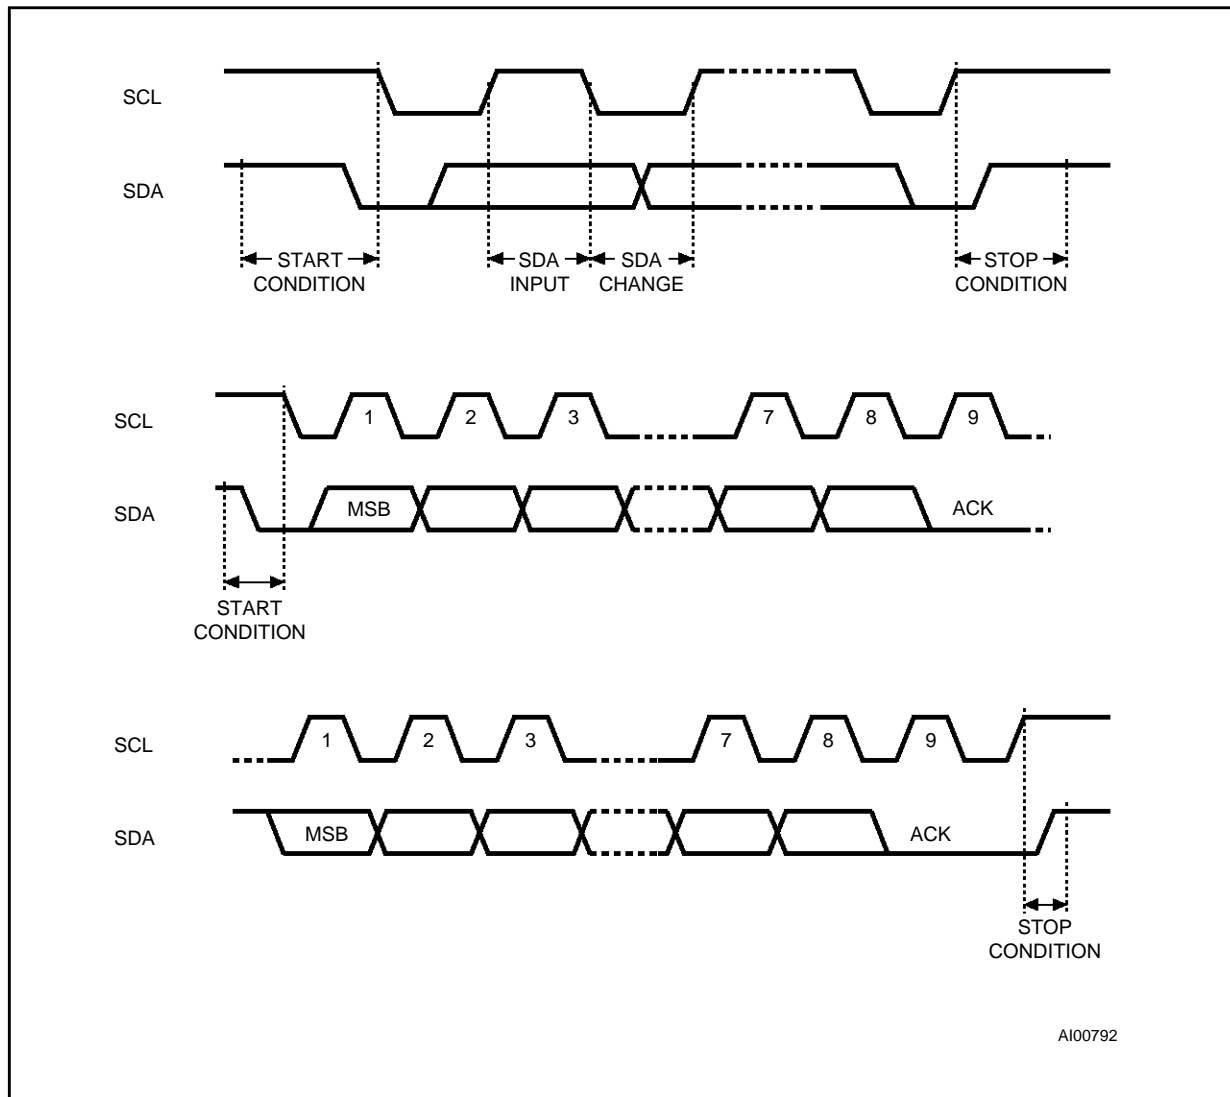 SCL
SDA
START
CONDITION
SDA
INPUT
SDA
CHANGE
STOP
CONDITION
SCL
1 2 3 7 8 9
SDA
MSB ACK
START
CONDITION
SCL
1 2 3 7 8 9
SDA
MSB ACK
STOP
CONDITION
AI00792